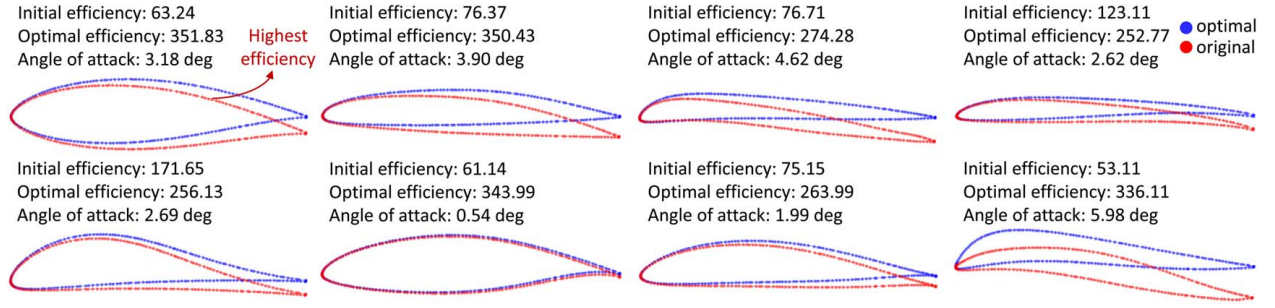 Initial efficiency: 63.24
Optimal efficiency: 351.83
Angle of attack: 3.18 deg
Highest
efficiency
Initial efficiency: 76.37
Optimal efficiency: 350.43
Angle of attack: 3.90 deg
Initial efficiency: 76.71
Optimal efficiency: 274.28
Angle of attack: 4.62 deg
Initial efficiency: 123.11
Optimal efficiency: 252.77
Angle of attack: 2.62 deg
optimal
original
Initial efficiency: 171.65
Optimal efficiency: 256.13
Angle of attack: 2.69 deg
Initial efficiency: 61.14
Optimal efficiency: 343.99
Angle of attack: 0.54 deg
Initial efficiency: 75.15
Optimal efficiency: 263.99
Angle of attack: 1.99 deg
Initial efficiency: 53.11
Optimal efficiency: 336.11
Angle of attack: 5.98 deg